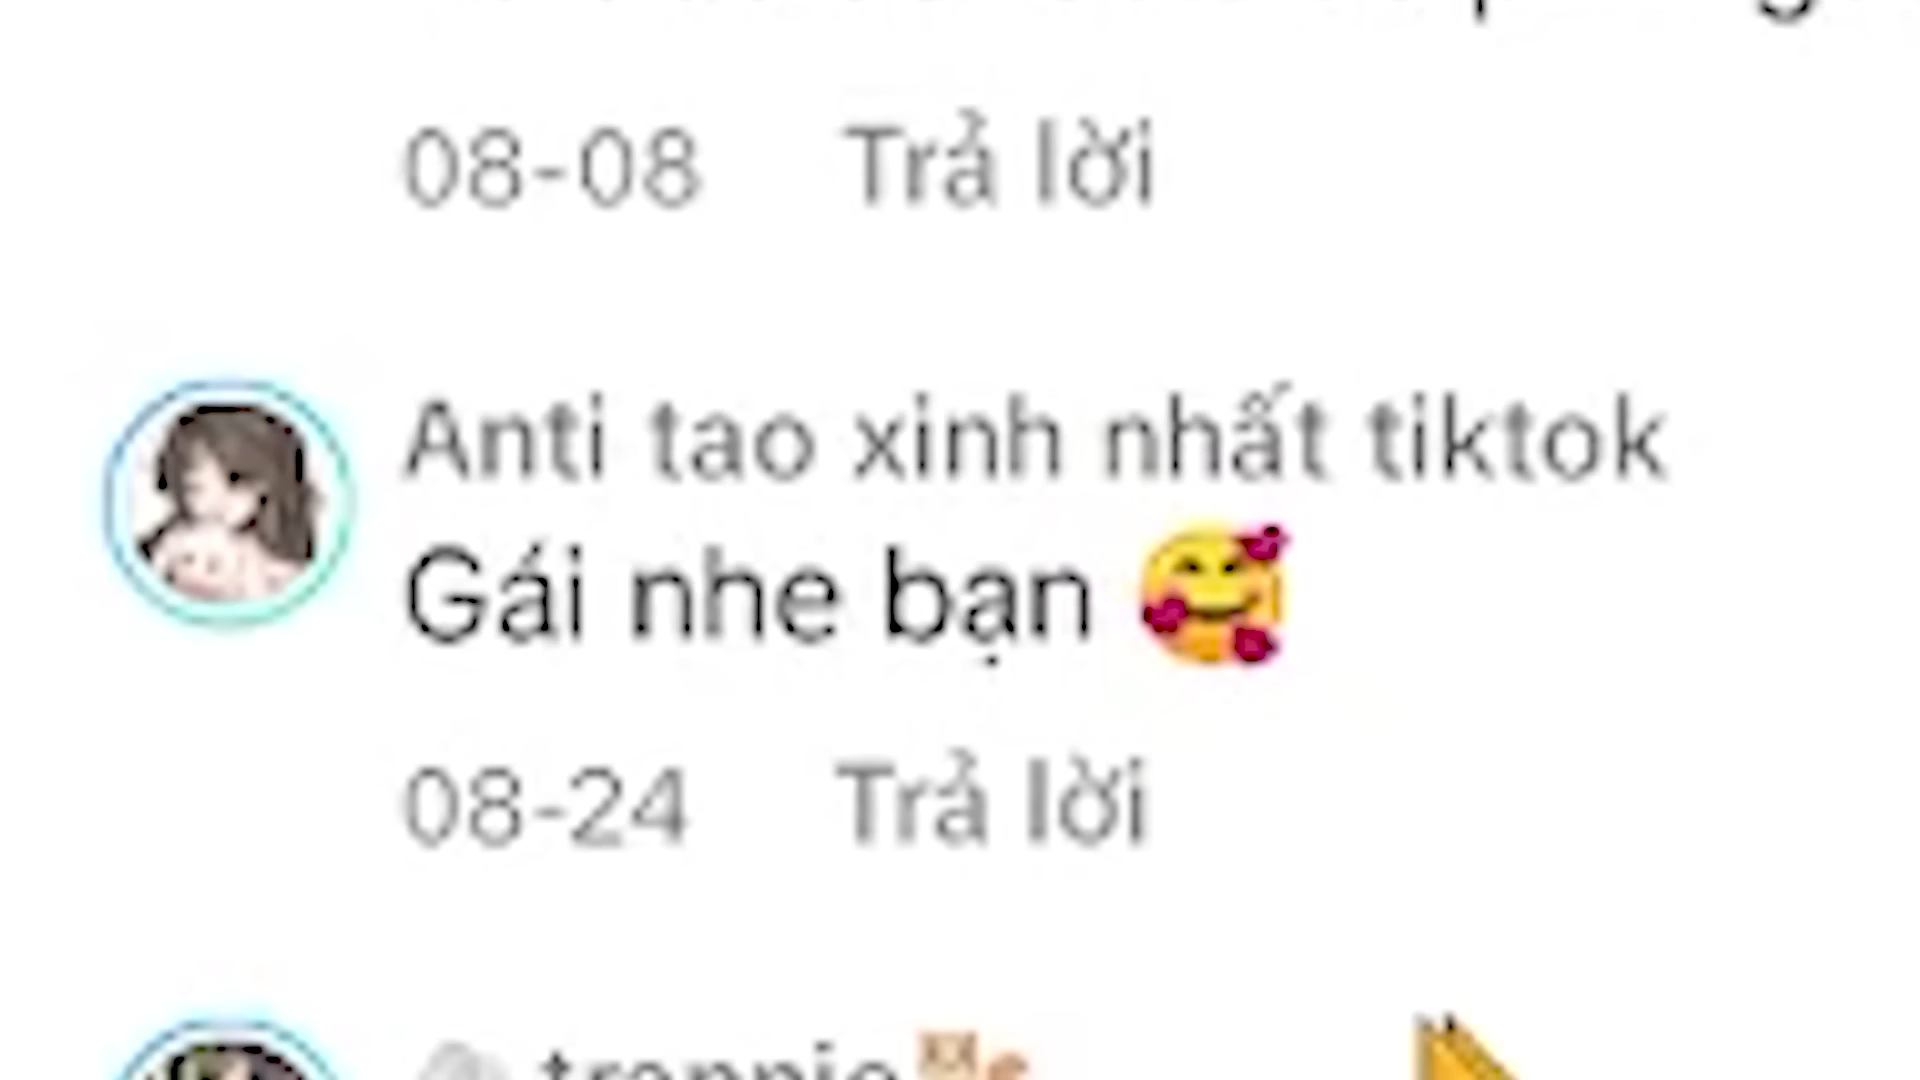 08-08 Trả lời
Anti tao xinh nhất tiktok
Gái nhe bạn 🥰
08-24 Trả lời